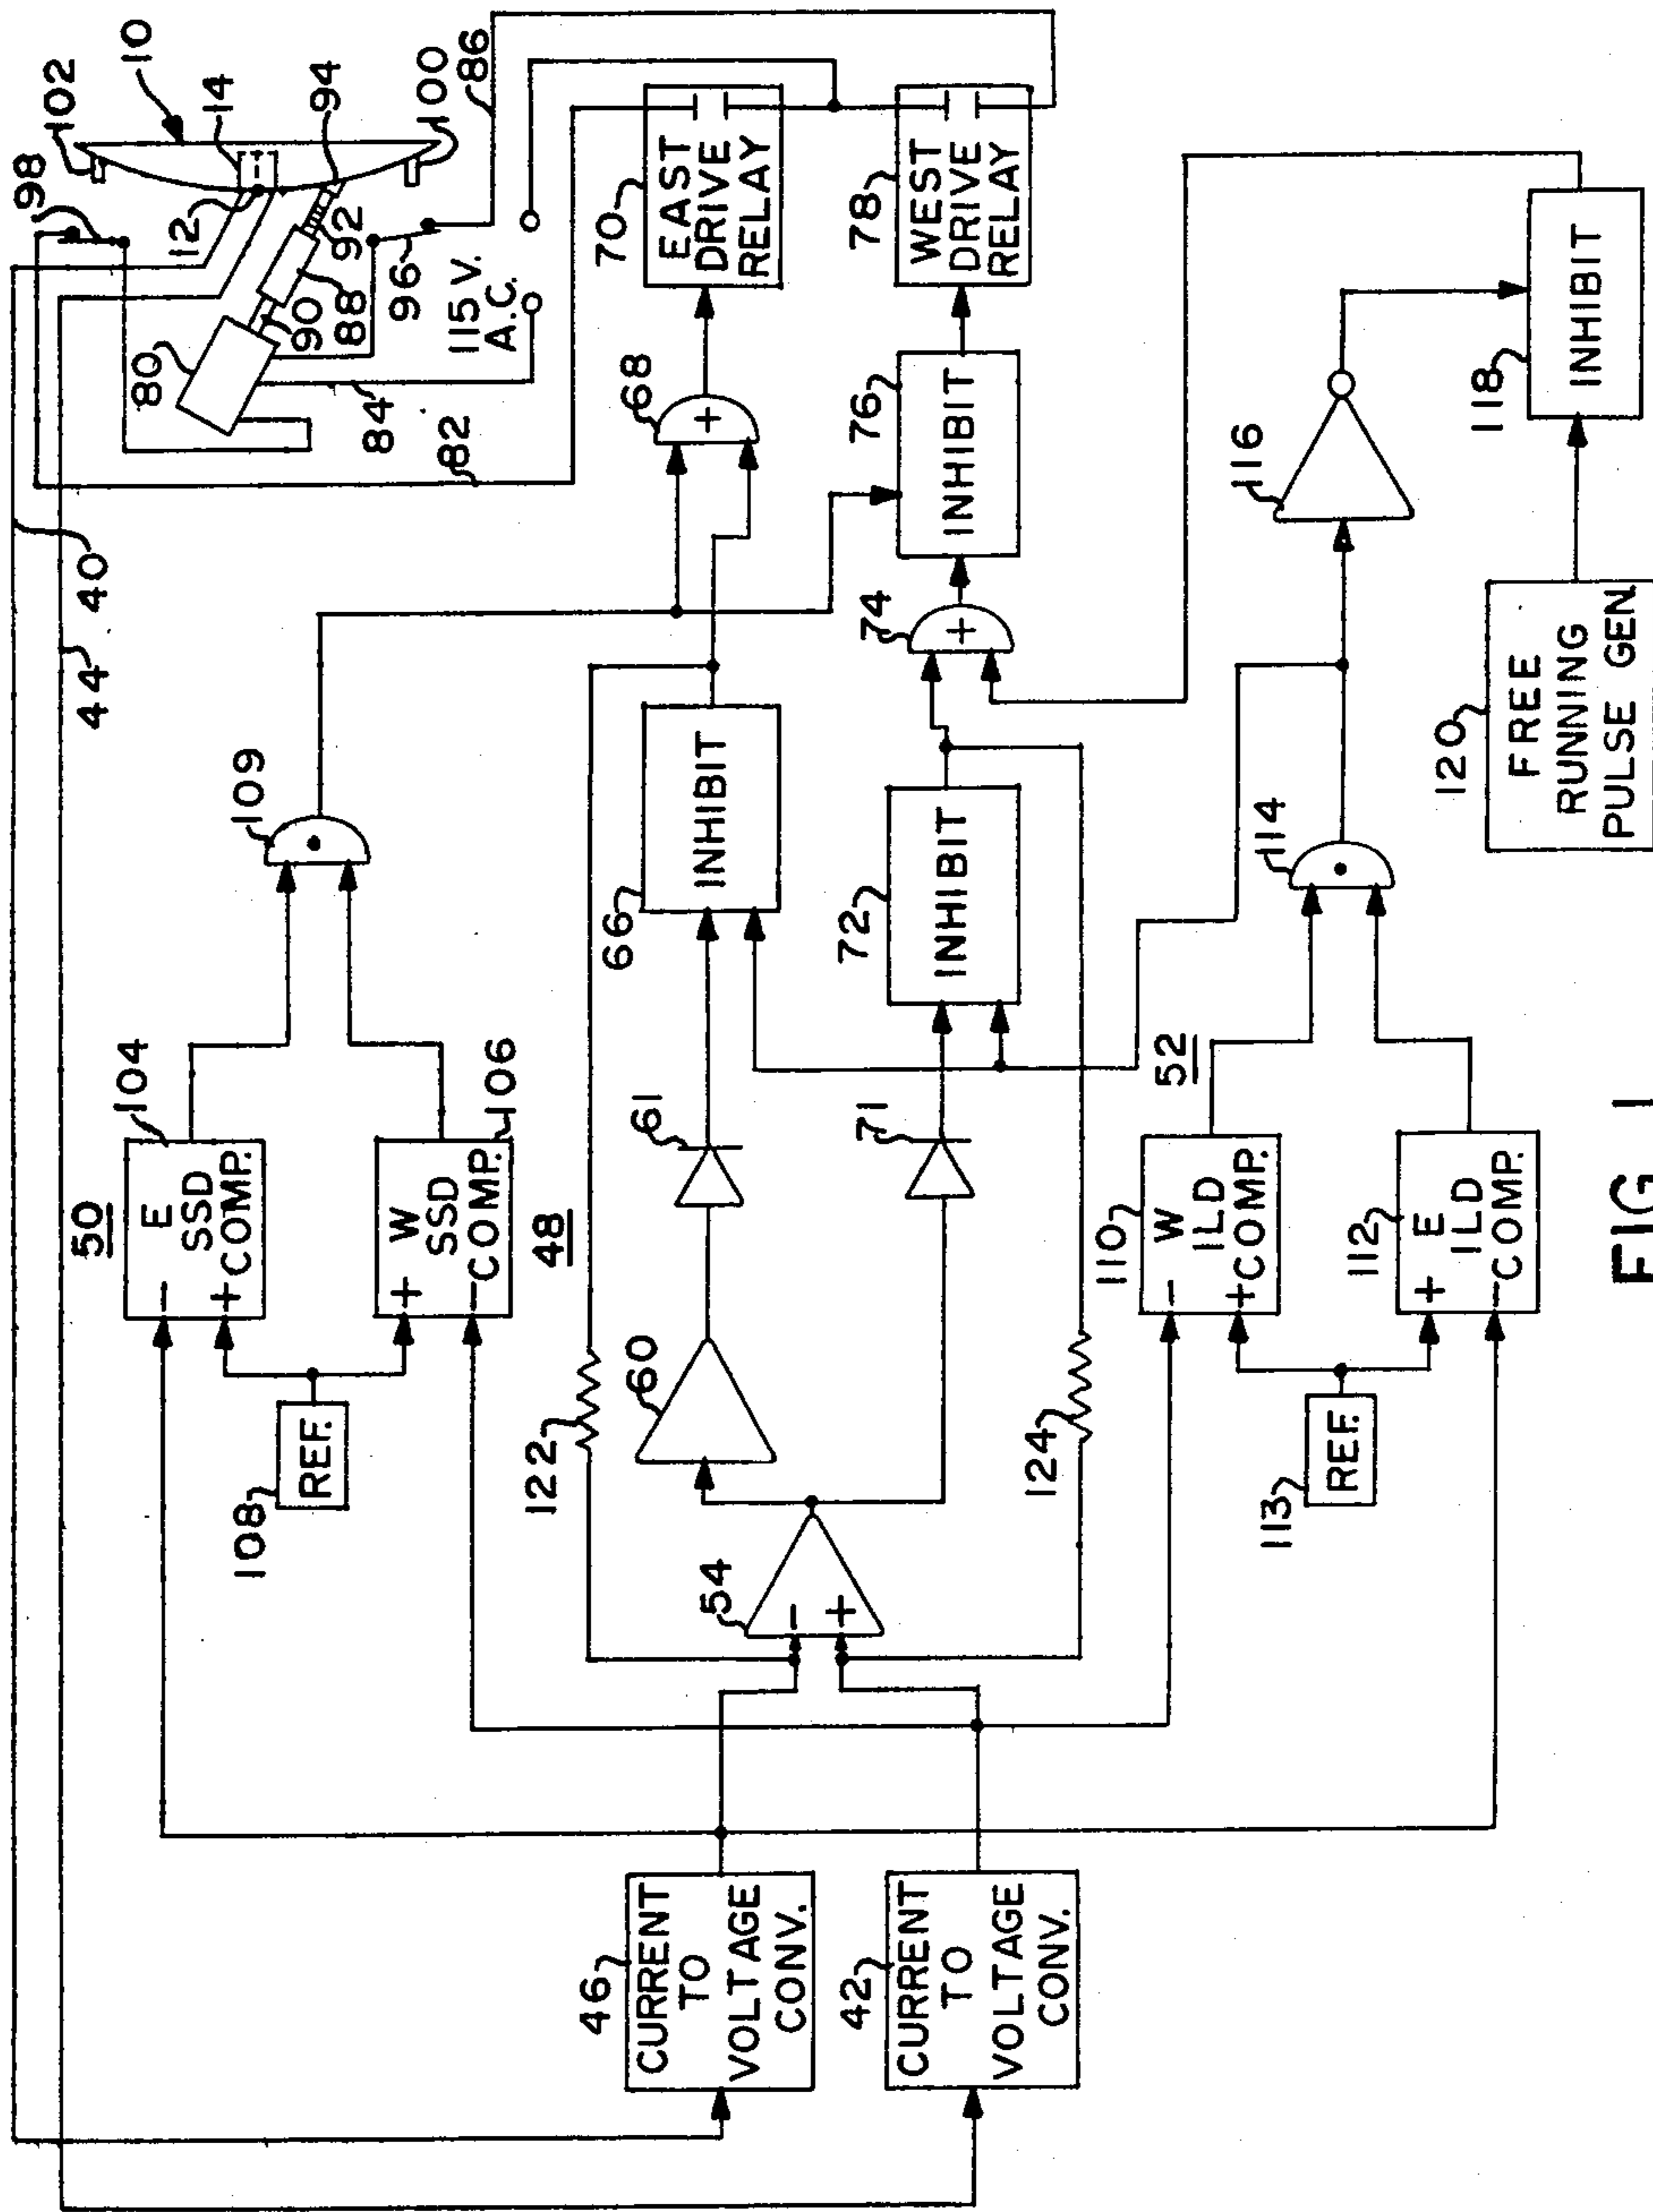 102
10
98
14
12
94
92
100
80
90
88
96
86
115 V.
A.C.
84
82
40
44
70
EAST
DRIVE
RELAY
68
78
WEST
DRIVE
RELAY
76
INHIBIT
+
74
+
116
118
INHIBIT
120
FREE
RUNNING
PULSE GEN.
109
•
66
INHIBIT
72
INHIBIT
114
•
50
104
E
SSD
COMP.
-
+
106
W
SSD
COMP.
+
-
48
108
REF.
61
71
60
122
54
-
+
124
52
110
W
ILD
COMP.
-
+
112
E
ILD
COMP.
+
-
113
REF.
46
CURRENT
TO
VOLTAGE
CONV.
42
CURRENT
TO
VOLTAGE
CONV.
FIG. 1